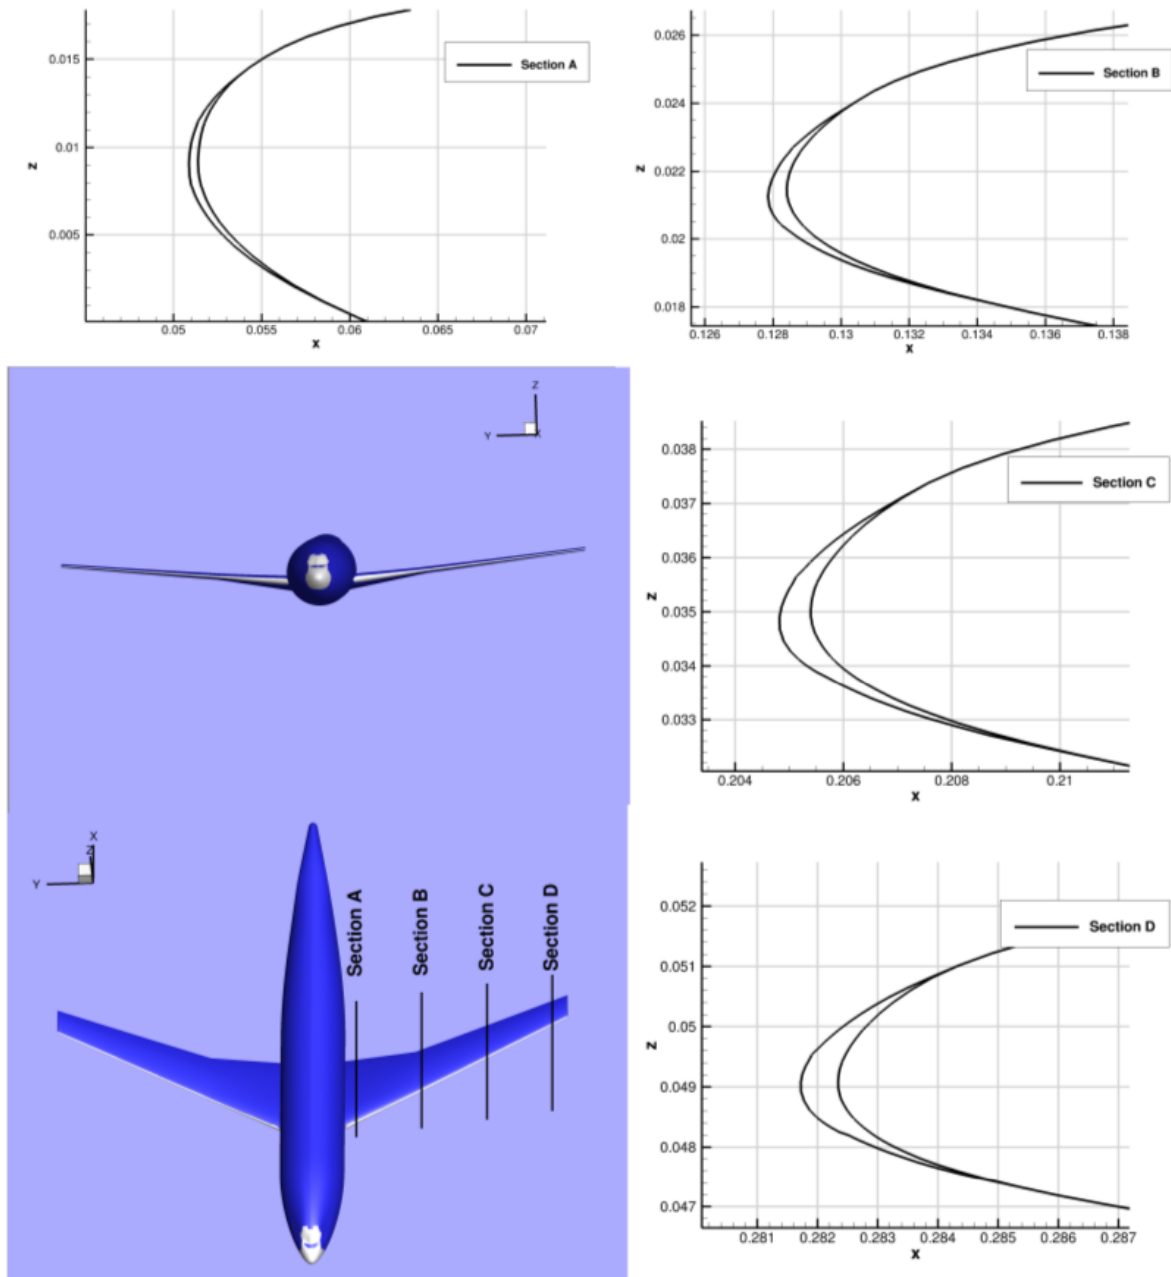 0.015
0.01
0.005
z
0.05 0.055 0.06 0.065 0.07
x
Section A
0.026
0.024
0.022
0.02
0.018
z
0.126 0.128 0.13 0.132 0.134 0.136 0.138
x
Section B
Z
Y
X
0.038
0.037
0.036
0.035
0.034
0.033
z
0.204 0.206 0.208 0.21
x
Section C
X
Z
Y
Section A
Section B
Section C
Section D
0.052
0.051
0.05
0.049
0.048
0.047
z
0.281 0.282 0.283 0.284 0.285 0.286 0.287
x
Section D